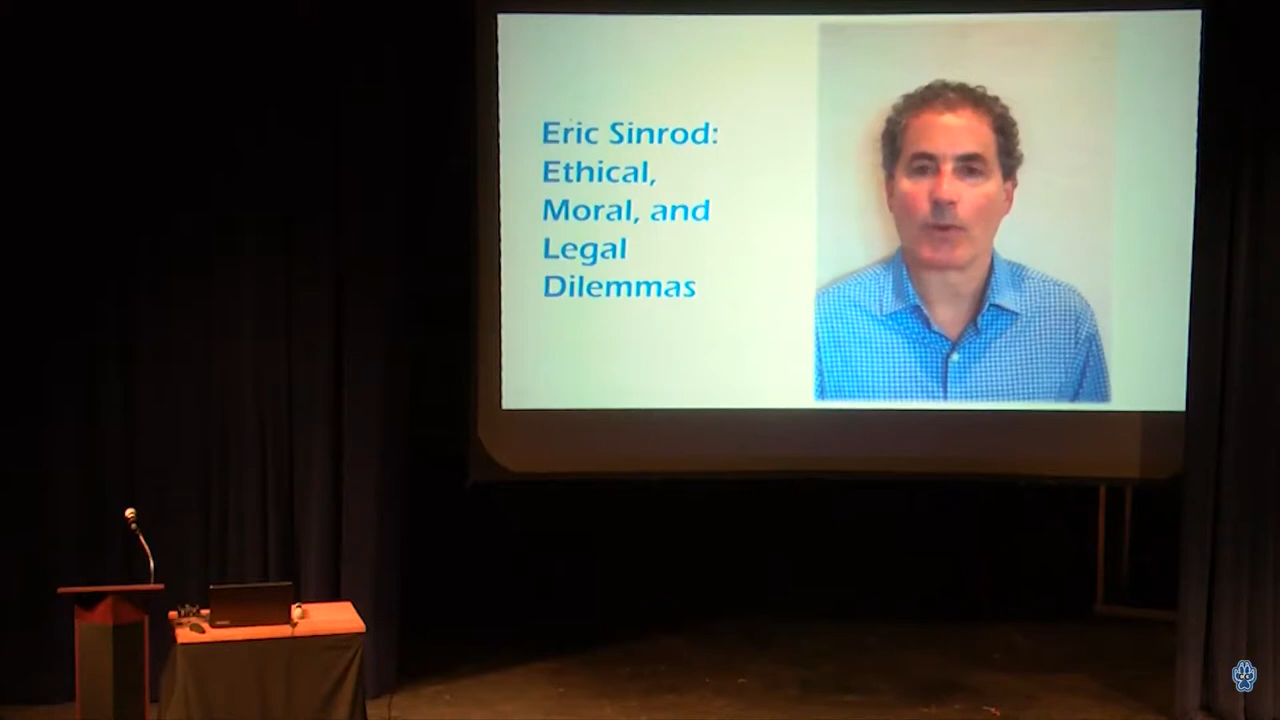 Eric Sinrod:
Ethical,
Moral, and
Legal
Dilemmas